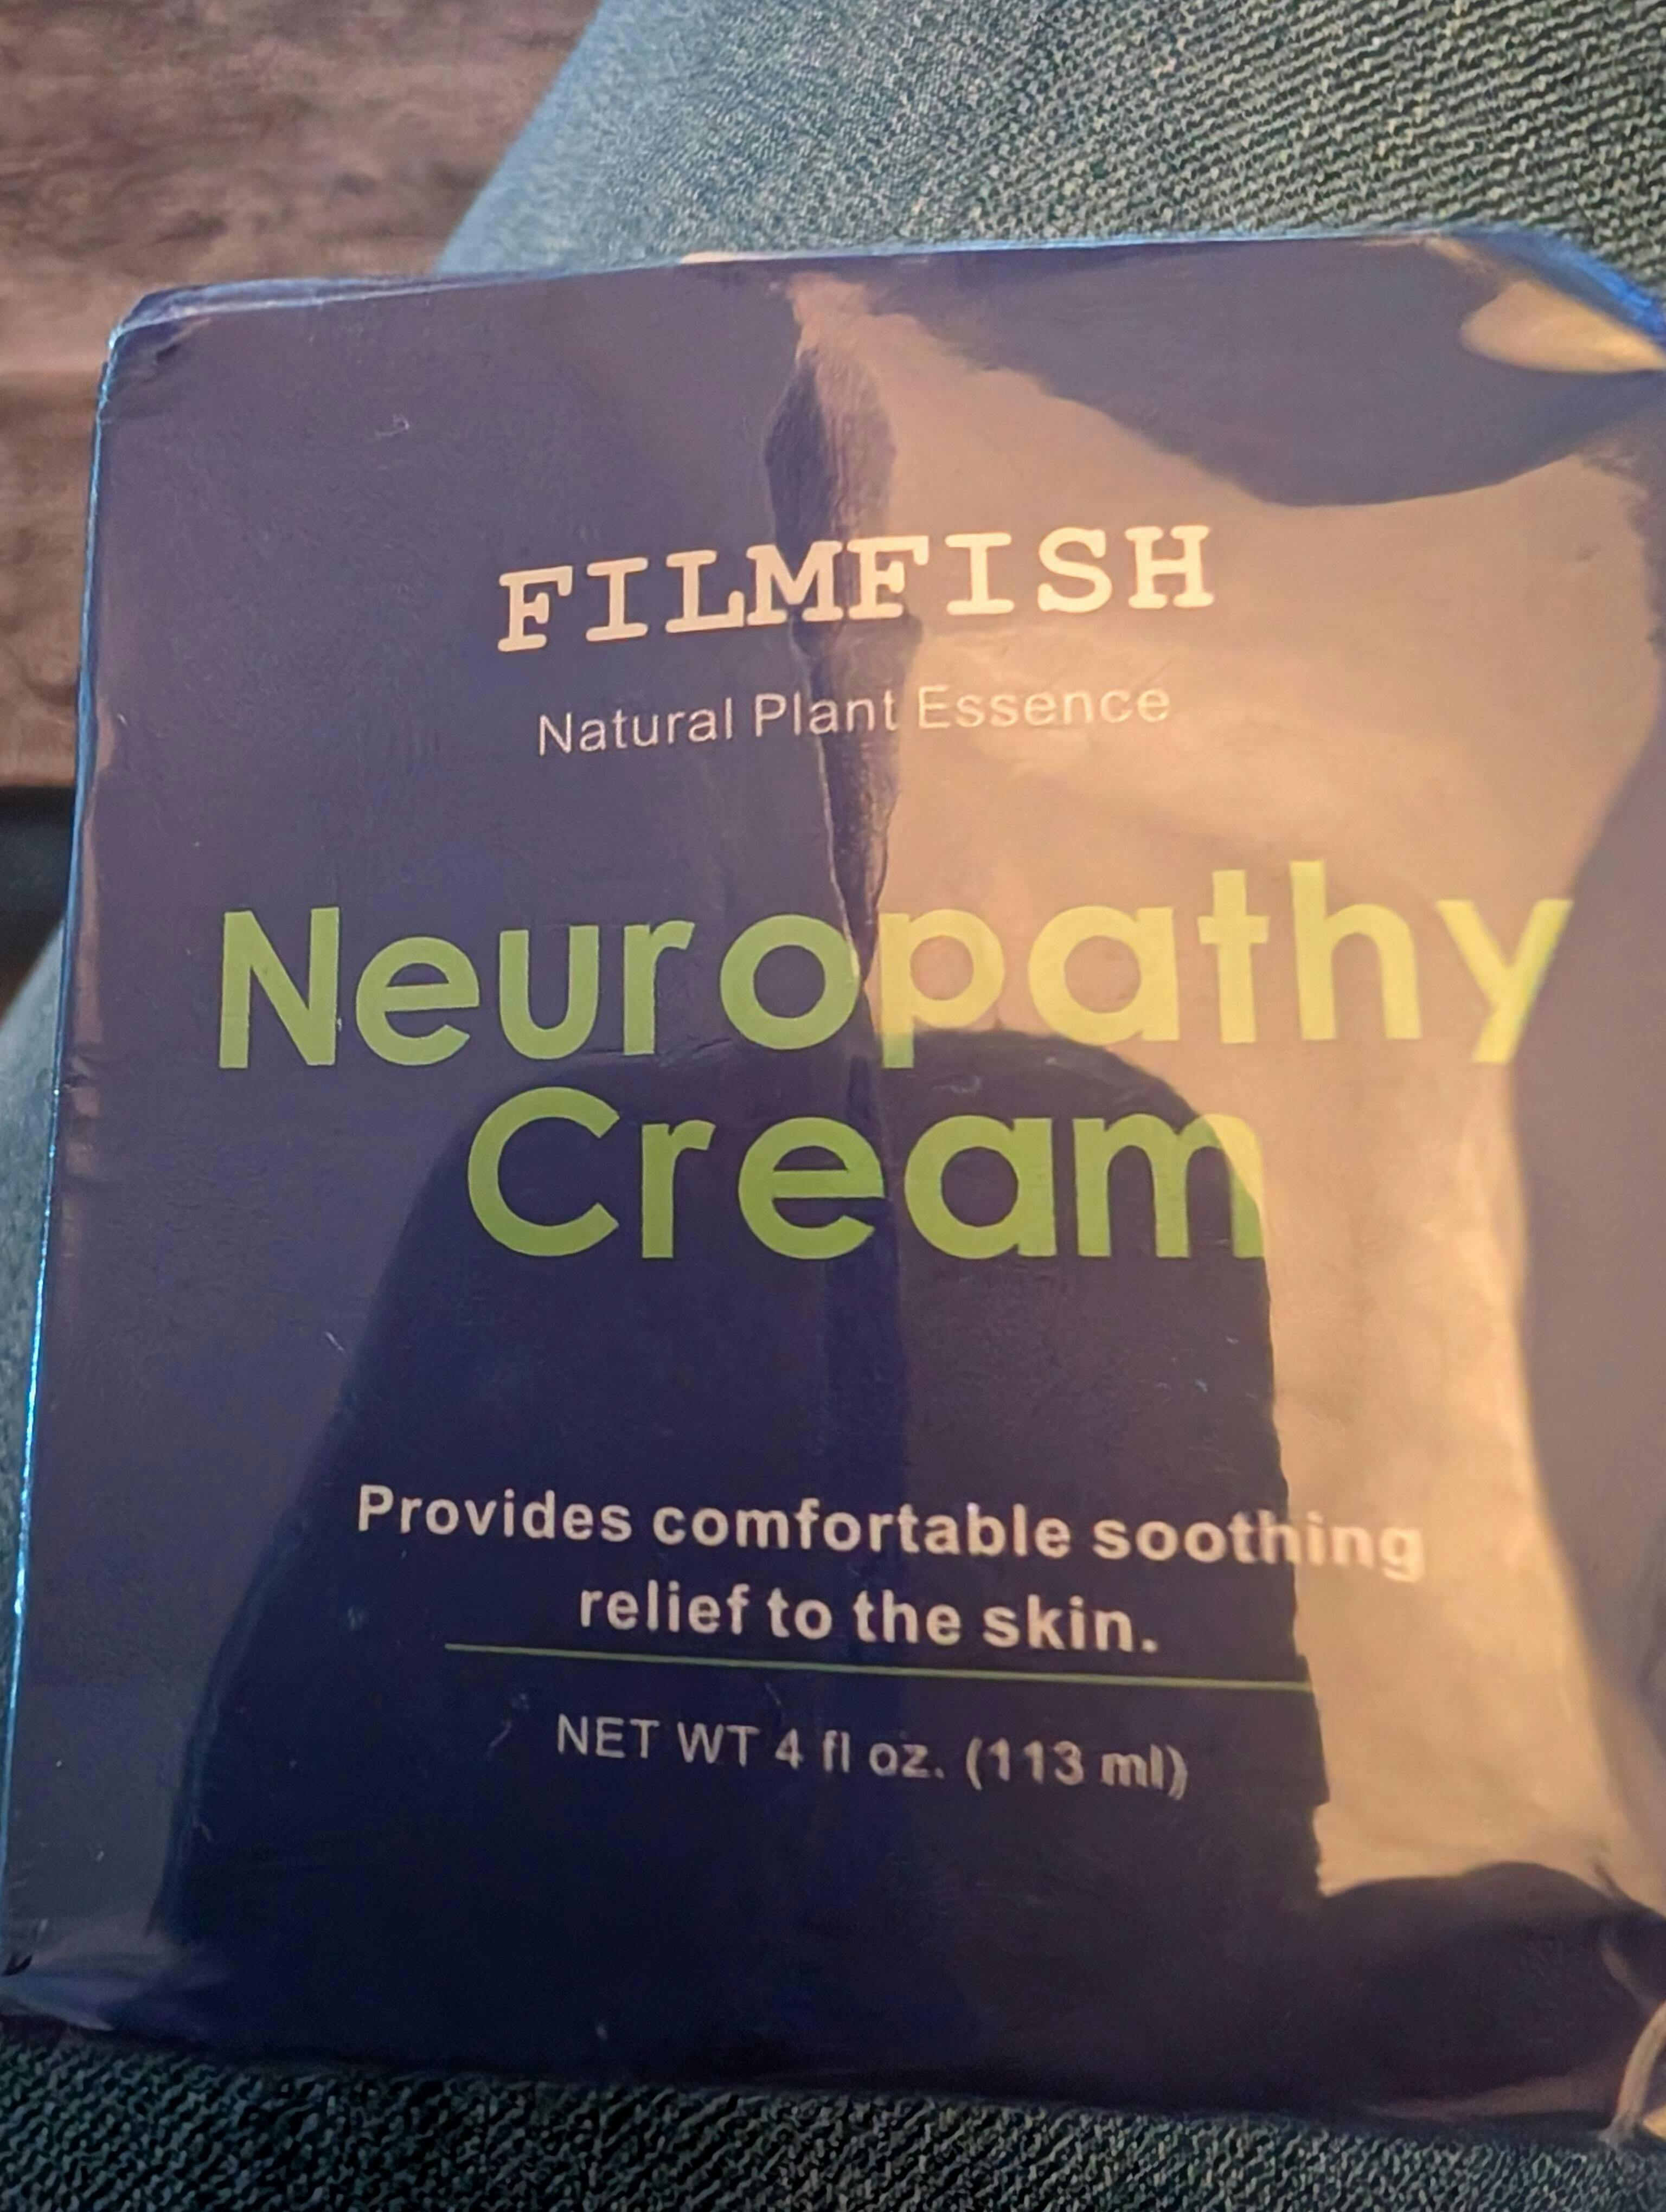 FILMFISH
Natural Plant Essence
Neuropathy
Cream
Provides comfortable soothing
relief to the skin.
NET WT 4 fl oz. (113 ml)